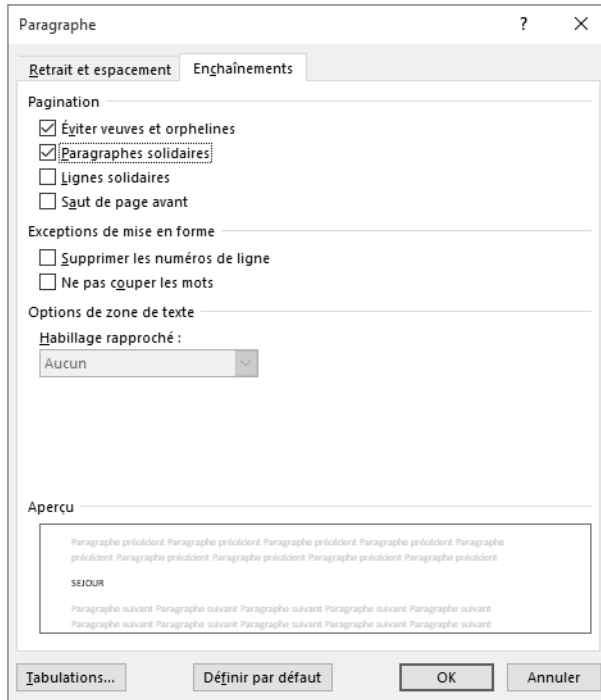 Paragraphe ?
Retrait et espacement Enchaînements
Pagination
Éviter veuves et orphelines
Paragraphes solidaires
Lignes solidaires
Saut de page avant
Exceptions de mise en forme
Supprimer les numéros de ligne
Ne pas couper les mots
Options de zone de texte
Habillage rapproché :
Aucun
Aperçu
Paragraphe précédent Paragraphe précédent Paragraphe précédent Paragraphe précédent Paragraphe
précédent Paragraphe précédent Paragraphe précédent Paragraphe précédent Paragraphe précédent
SEJOUR
Paragraphe suivant Paragraphe suivant Paragraphe suivant Paragraphe suivant Paragraphe suivant
Paragraphe suivant Paragraphe suivant Paragraphe suivant Paragraphe suivant Paragraphe suivant
Tabulations... Définir par défaut OK Annuler